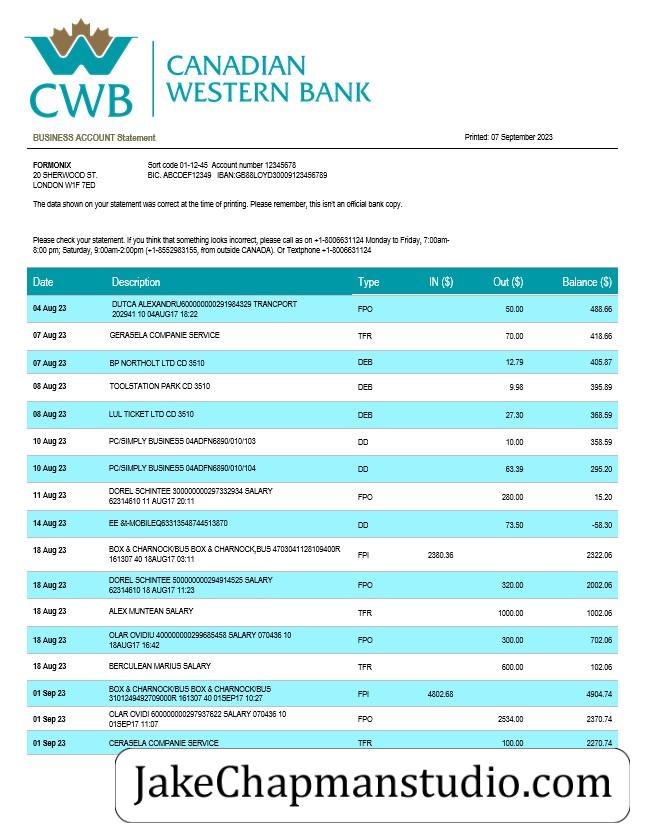 CWB
CANADIAN
WESTERN BANK
BUSINESS ACCOUNT Statement
Printed: 07 September 2023
FORMONIX
20 SHERWOOD ST.
LONDON W1F 7ED
Sort code 01-12-45 Account number 12345678
BIC. ABCDEF12349 IBAN:GB88LOYD30009123456789
The data shown on your statement was correct at the time of printing. Please remember, this isn't an official bank copy.
Please check your statement. If you think that something looks incorrect, please call as on +1-8006631124 Monday to Friday, 7:00am-
8:00 pm; Saturday, 9:00am-2:00pm (+1-8552983155, from outside CANADA). Or Textphone +1-8006631124
Date Description Type IN ($) Out ($) Balance ($)
04 Aug 23 DUTCA ALEXANDRU600000000291984329 TRANCPORT
202941 10 04AUG17 18:22 FPO 50.00 488.66
07 Aug 23 GERASELA COMPANIE SERVICE TFR 70.00 418.66
07 Aug 23 BP NORTHOLT LTD CD 3510 DEB 12.79 405.87
08 Aug 23 TOOLSTATION PARK CD 3510 DEB 9.98 395.89
08 Aug 23 LUL TICKET LTD CD 3510 DEB 27.30 368.59
10 Aug 23 PC/SIMPLY BUSINESS 04ADFN6890/010/103 DD 10.00 358.59
10 Aug 23 PC/SIMPLY BUSINESS 04ADFN6890/010/104 DD 63.39 295.20
11 Aug 23 DOREL SCHINTEE 300000000297332934 SALARY
62314610 11 AUG17 20:11 FPO 280.00 15.20
14 Aug 23 EE &t-MOBILEQ63313548744513870 DD 73.50 -58.30
18 Aug 23 BOX & CHARNOCK/BUS BOX & CHARNOCK,BUS 4703041128109400R
161307 40 18AUG17 03:11 FPI 2380.36 2322.06
18 Aug 23 DOREL SCHINTEE 500000000294914525 SALARY
62314610 18 AUG17 11:23 FPO 320.00 2002.06
18 Aug 23 ALEX MUNTEAN SALARY TFR 1000.00 1002.06
18 Aug 23 OLAR OVIDIU 400000000299685458 SALARY 070436 10
18AUG17 16:42 FPO 300.00 702.06
18 Aug 23 BERCULEAN MARIUS SALARY TFR 600.00 102.06
01 Sep 23 BOX & CHARNOCK/BUS BOX & CHARNOCK/BUS
3101249492709000R 161307 40 01SEP17 10:27 FPI 4802.68 4904.74
01 Sep 23 OLAR OVIDI 600000000297937622 SALARY 070436 10
01SEP17 11:07 FPO 2534.00 2370.74
01 Sep 23 CERASELA COMPANIE SERVICE TFR 100.00 2270.74
JakeChapmanstudio.com